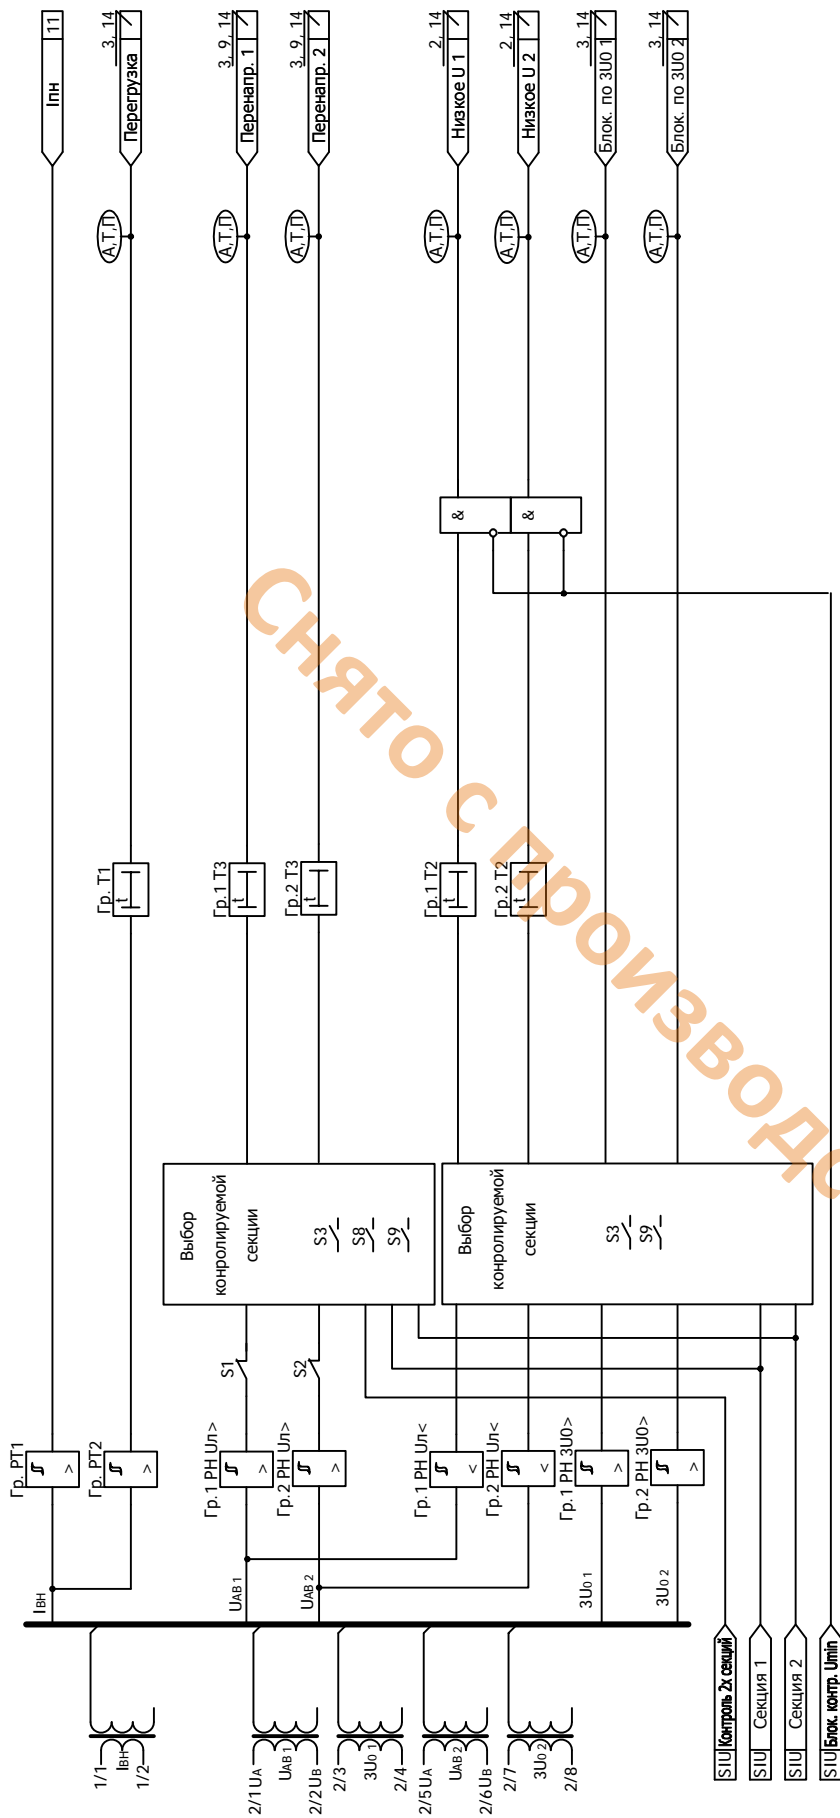 Iпн 11
Перегрузка 3, 14
Перенапр. 1 3, 9, 14
Перенапр. 2 3, 9, 14
Низкое U 1 2, 14
Низкое U 2 2, 14
Блок. по 3U0 1 3, 14
Блок. по 3U0 2 3, 14
А,Т,П
А,Т,П
А,Т,П
А,Т,П
А,Т,П
А,Т,П
А,Т,П
&
&
Снято с производс
Гр. Т1
t
Гр.1 Т3
t
Гр.2 Т3
t
Гр.1 Т2
t
Гр.2 Т2
t
Выбор
конролируемой
секции
S3
S8
S9
Выбор
конролируемой
секции
S3
S9
S1
S2
Гр. РТ1
>
Гр. РТ2
>
Гр.1 РН Uл>
>
Гр.2 РН Uл>
>
Гр.1 РН Uл<
<
Гр.2 РН Uл<
<
Гр.1 РН 3U0>
>
Гр.2 РН 3U0>
>
IВН
UАВ 1
UАВ 2
3U0 1
3U0 2
1/1
IВН
1/2
2/1 UА
UАВ 1
2/2 UВ
2/3
3U0 1
2/4
2/5 UА
UАВ 2
2/6 UВ
2/7
3U0 2
2/8
SIU Контроль 2х секций
SIU Секция 1
SIU Секция 2
SIU Блок. контр. Umin